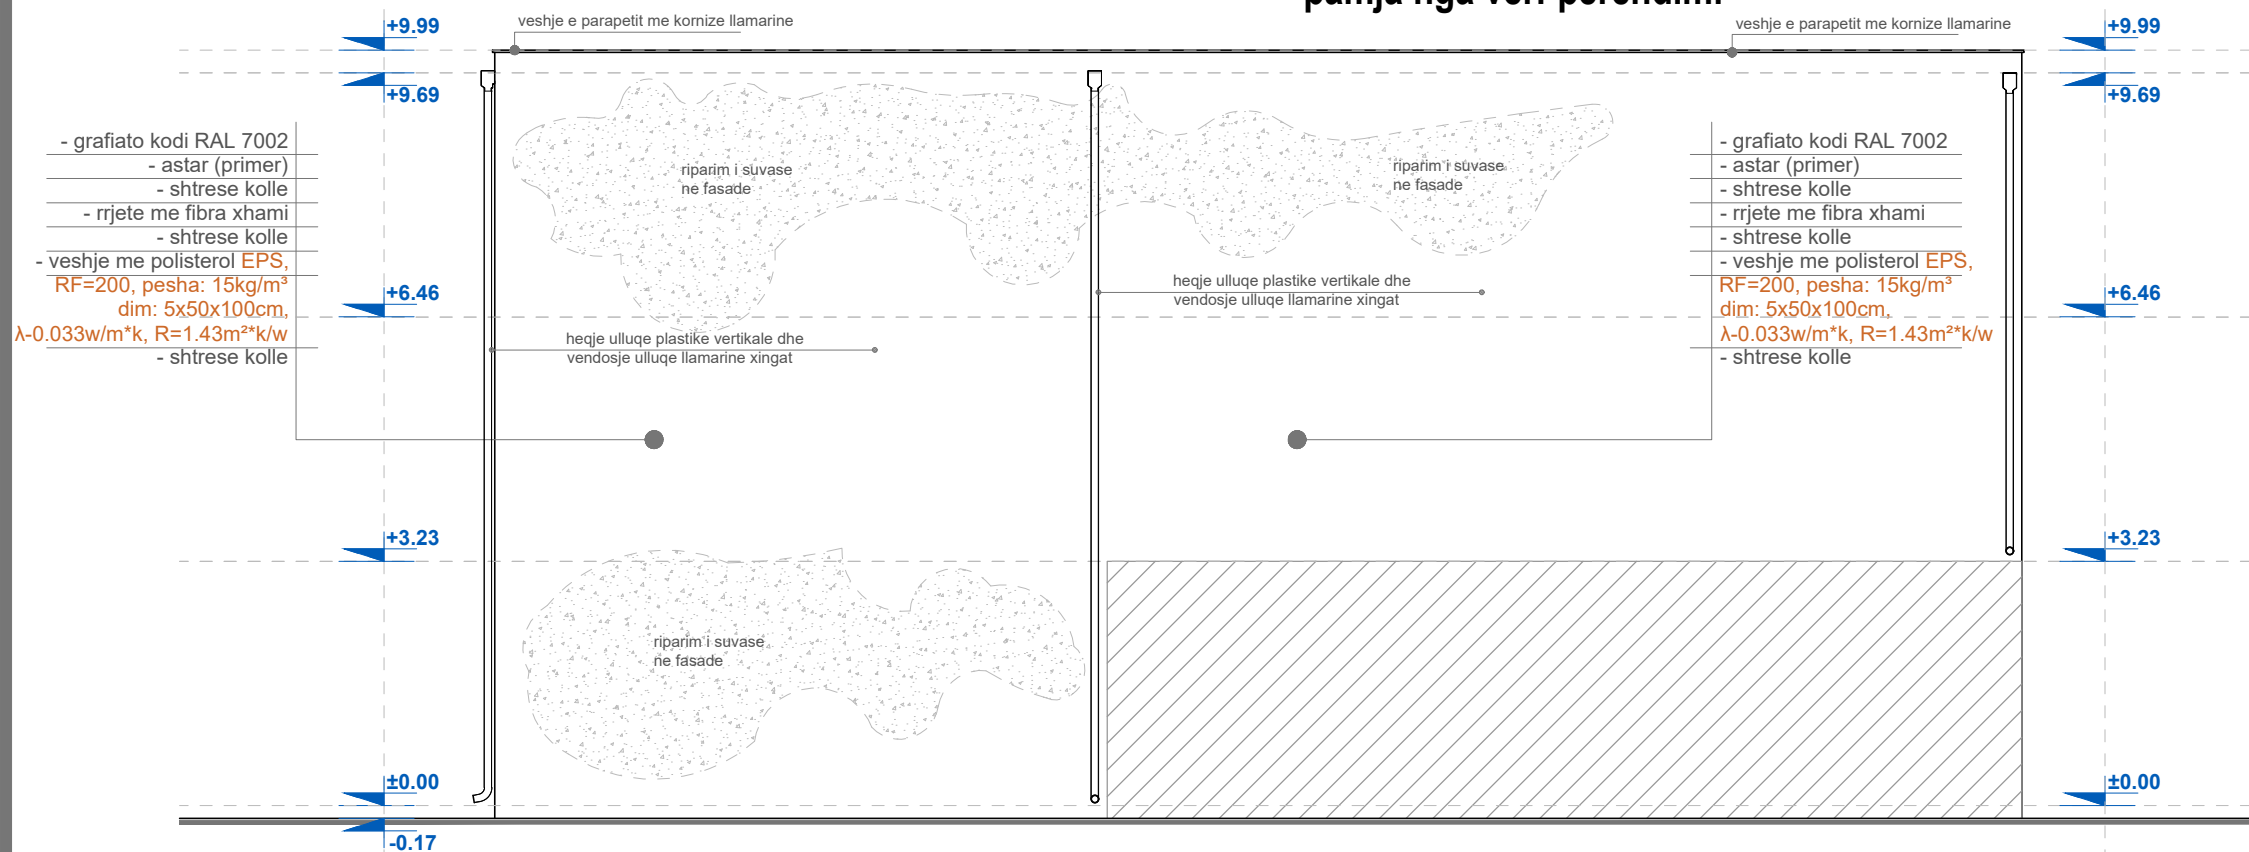 +9.99
veshje e parapetit me kornize llamarine
veshje e parapetit me kornize llamarine
+9.99
+9.69
+9.69
- grafiato kodi RAL 7002
- astar (primer)
- shtrese kolle
- rrjete me fibra xhami
- shtrese kolle
- veshje me polisterol EPS,
RF=200, pesha: 15kg/m³
dim: 5x50x100cm,
λ-0.033w/m*k, R=1.43m²*k/w
- shtrese kolle
riparim i suvase
ne fasade
riparim i suvase
ne fasade
- grafiato kodi RAL 7002
- astar (primer)
- shtrese kolle
- rrjete me fibra xhami
- shtrese kolle
- veshje me polisterol EPS,
RF=200, pesha: 15kg/m³
dim: 5x50x100cm,
λ-0.033w/m*k, R=1.43m²*k/w
- shtrese kolle
+6.46
heqje ulluqe plastike vertikale dhe
vendosje ulluqe llamarine xingat
+6.46
heqje ulluqe plastike vertikale dhe
vendosje ulluqe llamarine xingat
+3.23
+3.23
riparim i suvase
ne fasade
±0.00
±0.00
-0.17